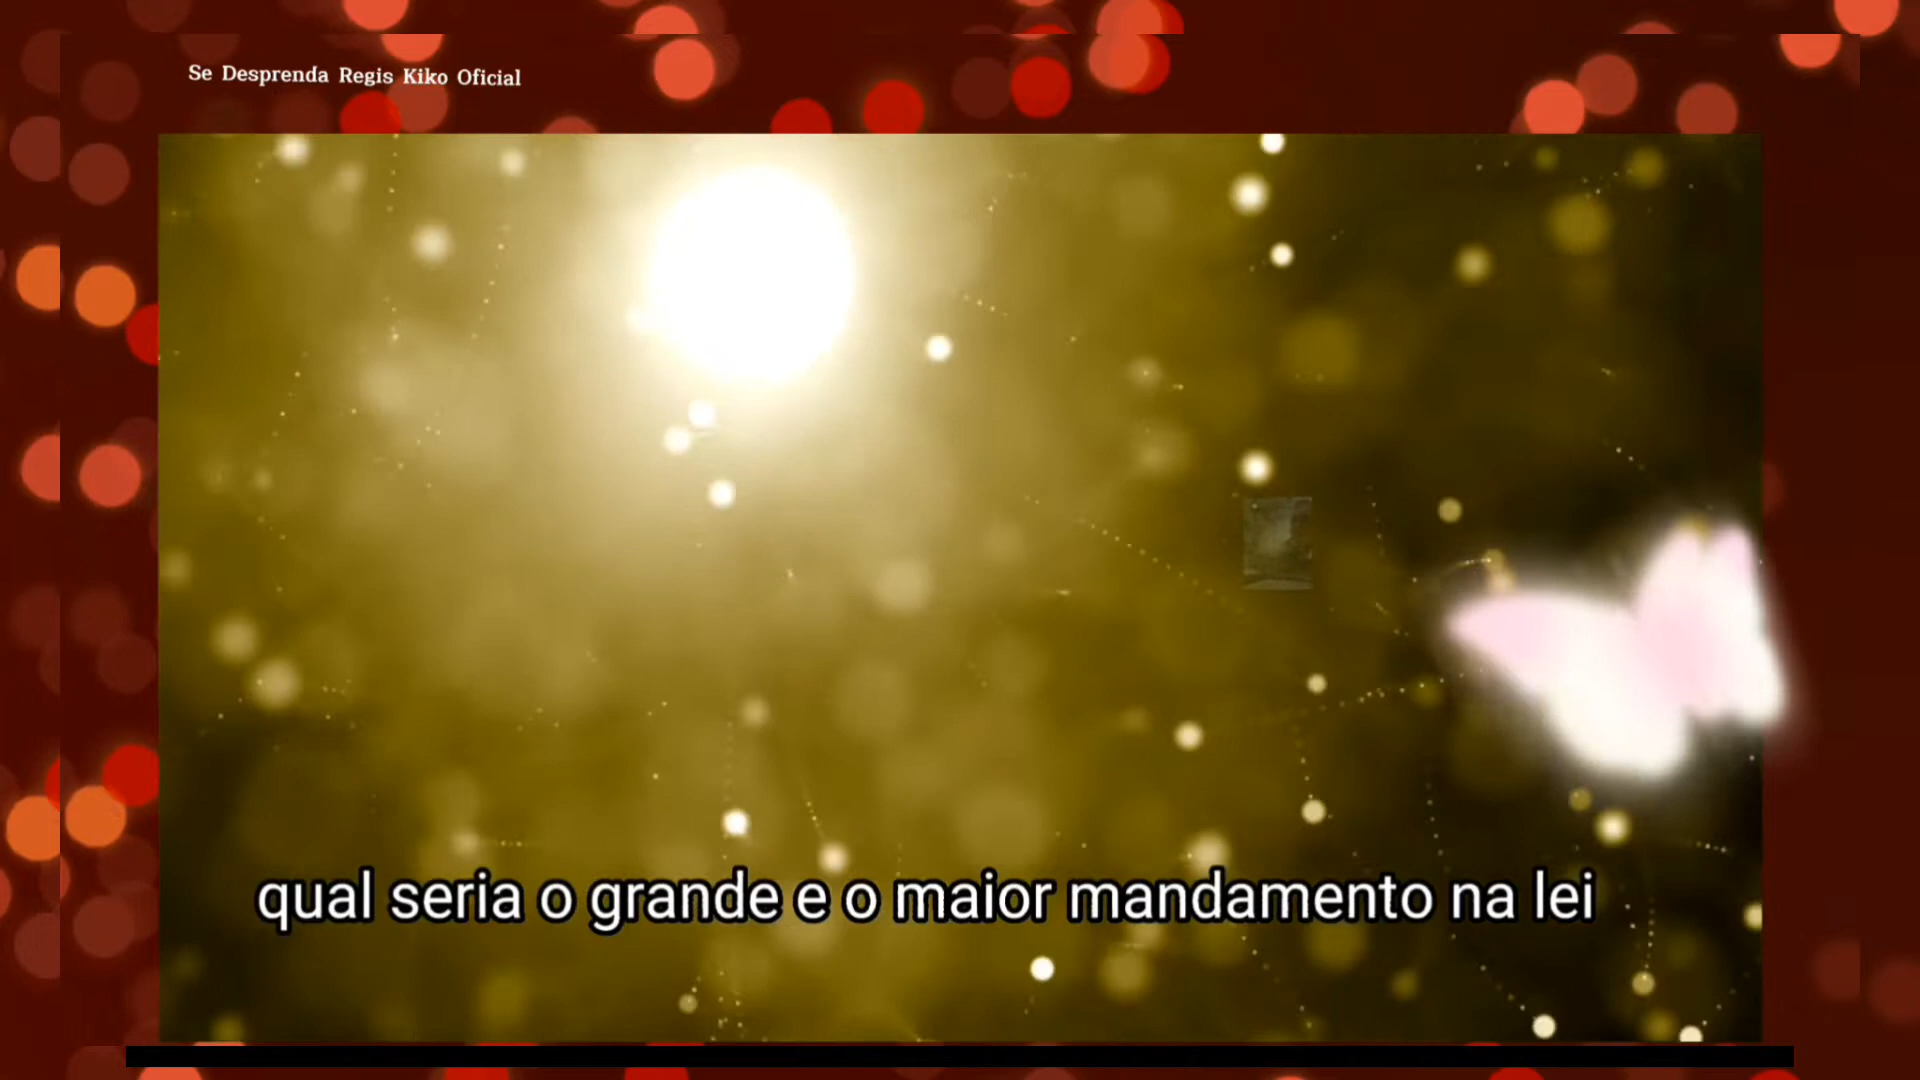 Se Desprenda Regis Kiko Oficial
qual seria o grande e o maior mandamento na lei